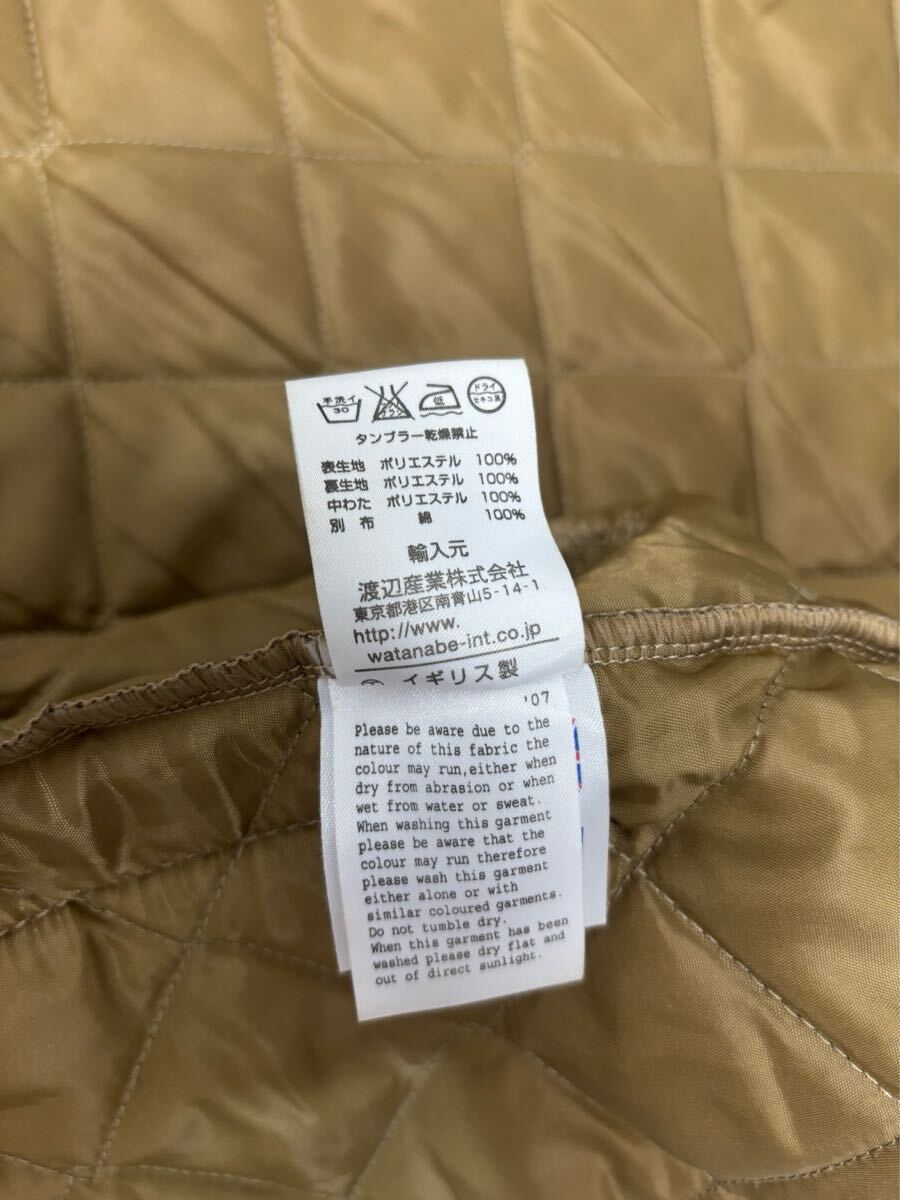 手洗イ
30
エンソ
サラシ
低
ドライ
セキユ系
タンブラー乾燥禁止
表生地 ポリエステル 100%
裏生地 ポリエステル 100%
中わた ポリエステル 100%
別 布 綿 100%
輸入元
渡辺産業株式会社
東京都港区南青山5-14-1
http://www.
watanabe-int.co.jp
イギリス製
'07
Please be aware due to the
nature of this fabric the
colour may run,either when
dry from abrasion or when
wet from water or sweat.
When washing this garment
please be aware that the
colour may run therefore
please wash this garment
either alone or with
similar coloured garments.
Do not tumble dry.
When this garment has been
washed please dry flat and
out of direct sunlight.